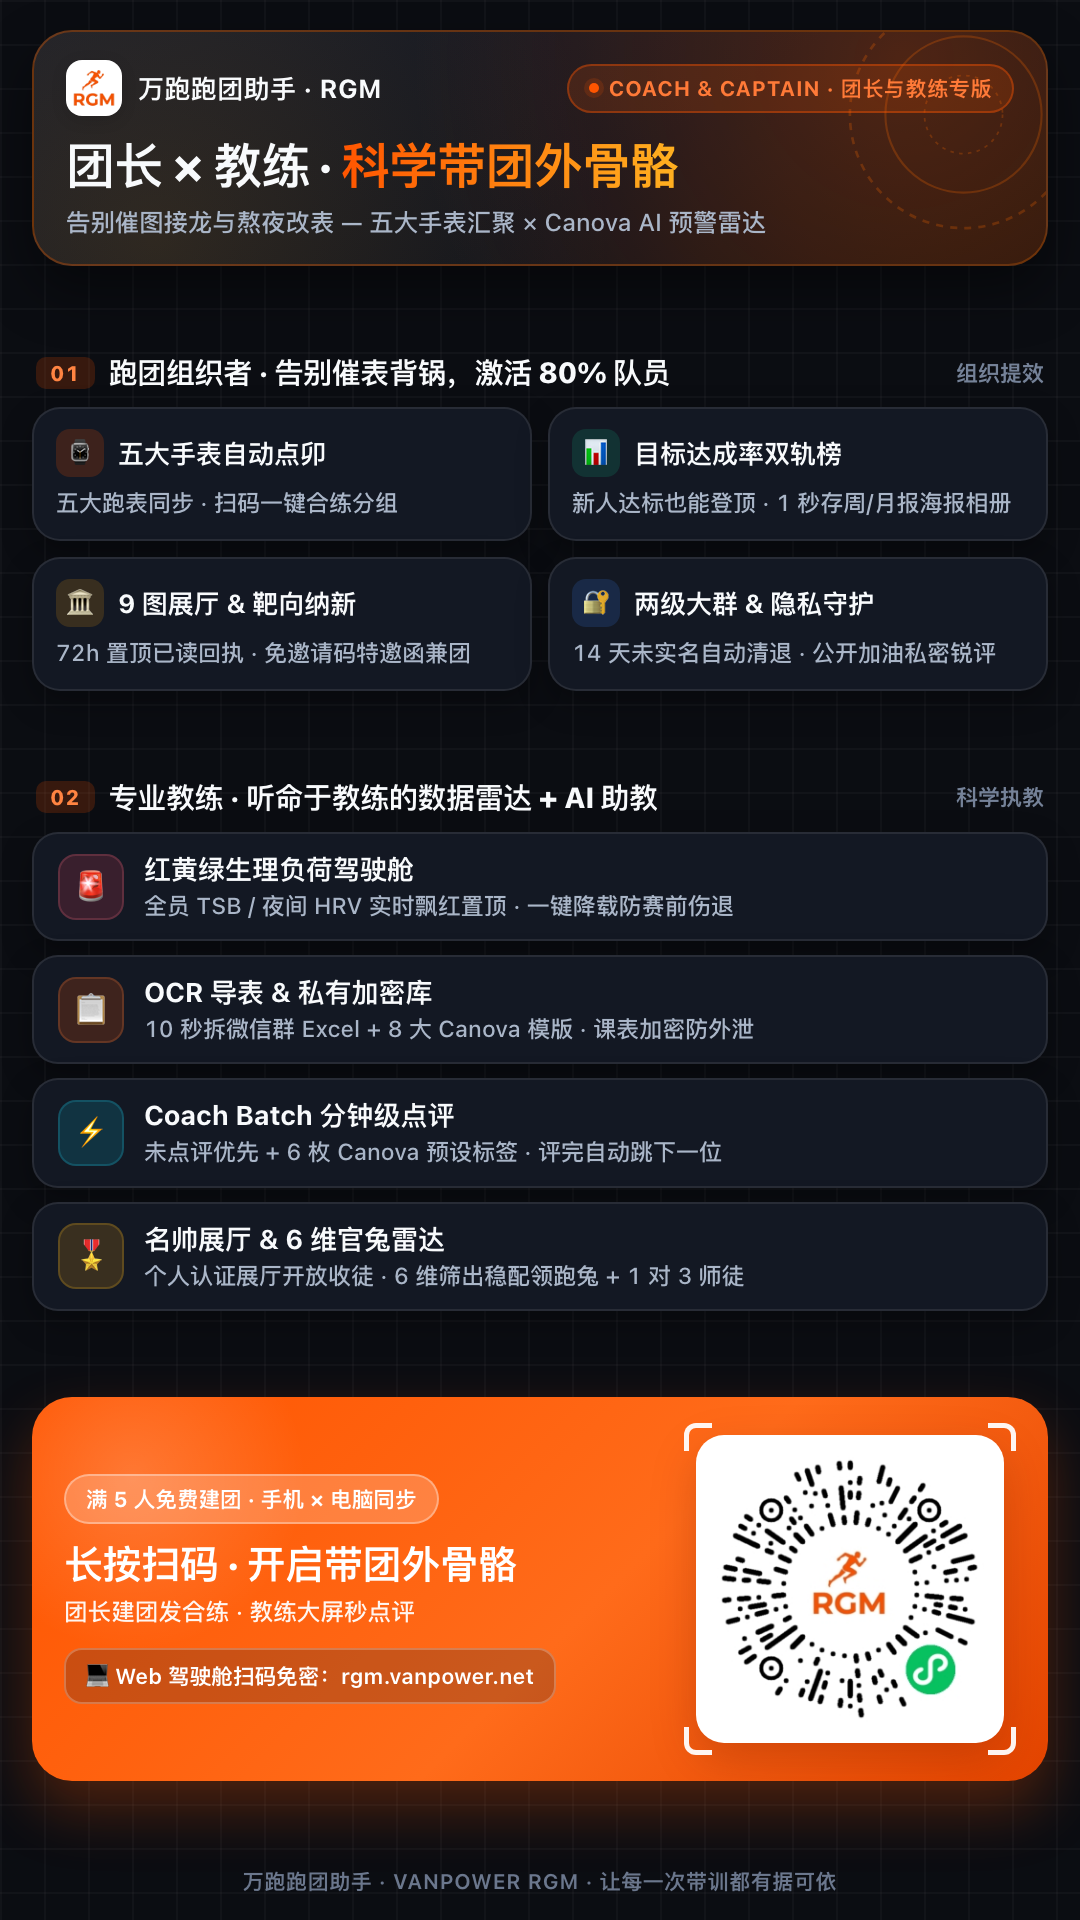 RGM
万跑跑团助手 · RGM
COACH & CAPTAIN · 团长与教练专版
团长 × 教练 · 科学带团外骨骼
告别催图接龙与熬夜改表 — 五大手表汇聚 × Canova AI 预警雷达
01 跑团组织者 · 告别催表背锅，激活 80% 队员 组织提效
五大手表自动点卯
五大跑表同步 · 扫码一键合练分组
目标达成率双轨榜
新人达标也能登顶 · 1 秒存周/月报海报相册
9 图展厅 & 靶向纳新
72h 置顶已读回执 · 免邀请码特邀函兼团
两级大群 & 隐私守护
14 天未实名自动清退 · 公开加油私密锐评
02 专业教练 · 听命于教练的数据雷达 + AI 助教 科学执教
红黄绿生理负荷驾驶舱
全员 TSB / 夜间 HRV 实时飘红置顶 · 一键降载防赛前伤退
OCR 导表 & 私有加密库
10 秒拆微信群 Excel + 8 大 Canova 模版 · 课表加密防外泄
Coach Batch 分钟级点评
未点评优先 + 6 枚 Canova 预设标签 · 评完自动跳下一位
名帅展厅 & 6 维官兔雷达
个人认证展厅开放收徒 · 6 维筛出稳配领跑兔 + 1 对 3 师徒
满 5 人免费建团 · 手机 × 电脑同步
长按扫码 · 开启带团外骨骼
团长建团发合练 · 教练大屏秒点评
Web 驾驶舱扫码免密：rgm.vanpower.net
RGM
万跑跑团助手 · VANPOWER RGM · 让每一次带训都有据可依